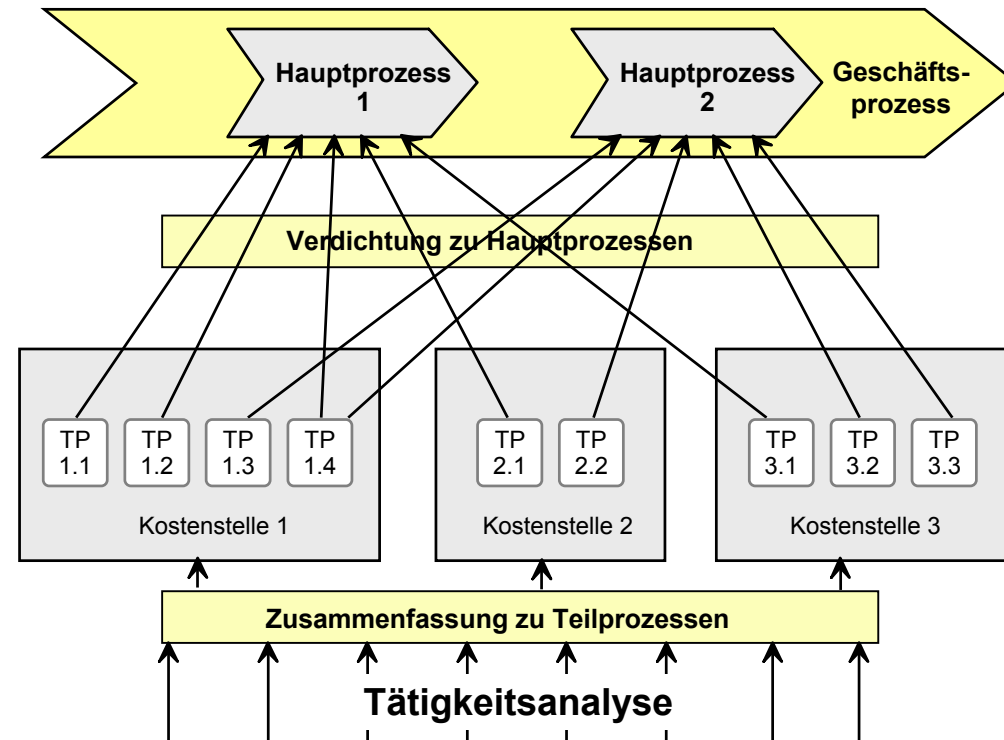 Hauptprozess
1
Hauptprozess
2
Geschäfts-
prozess
Verdichtung zu Hauptprozessen
TP
1.1
TP
1.2
TP
1.3
TP
1.4
Kostenstelle 1
TP
2.1
TP
2.2
Kostenstelle 2
TP
3.1
TP
3.2
TP
3.3
Kostenstelle 3
Zusammenfassung zu Teilprozessen
Tätigkeitsanalyse